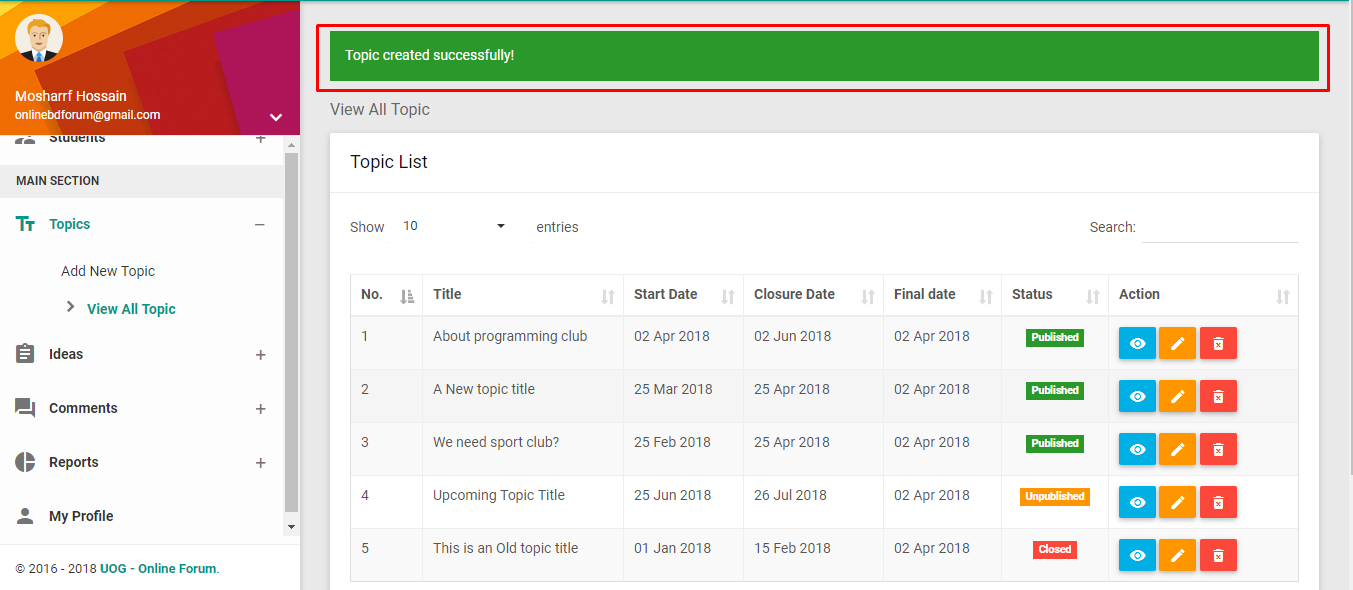 Mosharrf Hossain
onlinebdforum@gmail.com
Students +
MAIN SECTION
Topics −
Add New Topic
View All Topic
Ideas +
Comments +
Reports +
My Profile
© 2016 - 2018 UOG - Online Forum.
Topic created successfully!
View All Topic
Topic List
Show 10 entries Search:
No. Title Start Date Closure Date Final date Status Action
1 About programming club 02 Apr 2018 02 Jun 2018 02 Apr 2018 Published
2 A New topic title 25 Mar 2018 25 Apr 2018 02 Apr 2018 Published
3 We need sport club? 25 Feb 2018 25 Apr 2018 02 Apr 2018 Published
4 Upcoming Topic Title 25 Jun 2018 26 Jul 2018 02 Apr 2018 Unpublished
5 This is an Old topic title 01 Jan 2018 15 Feb 2018 02 Apr 2018 Closed